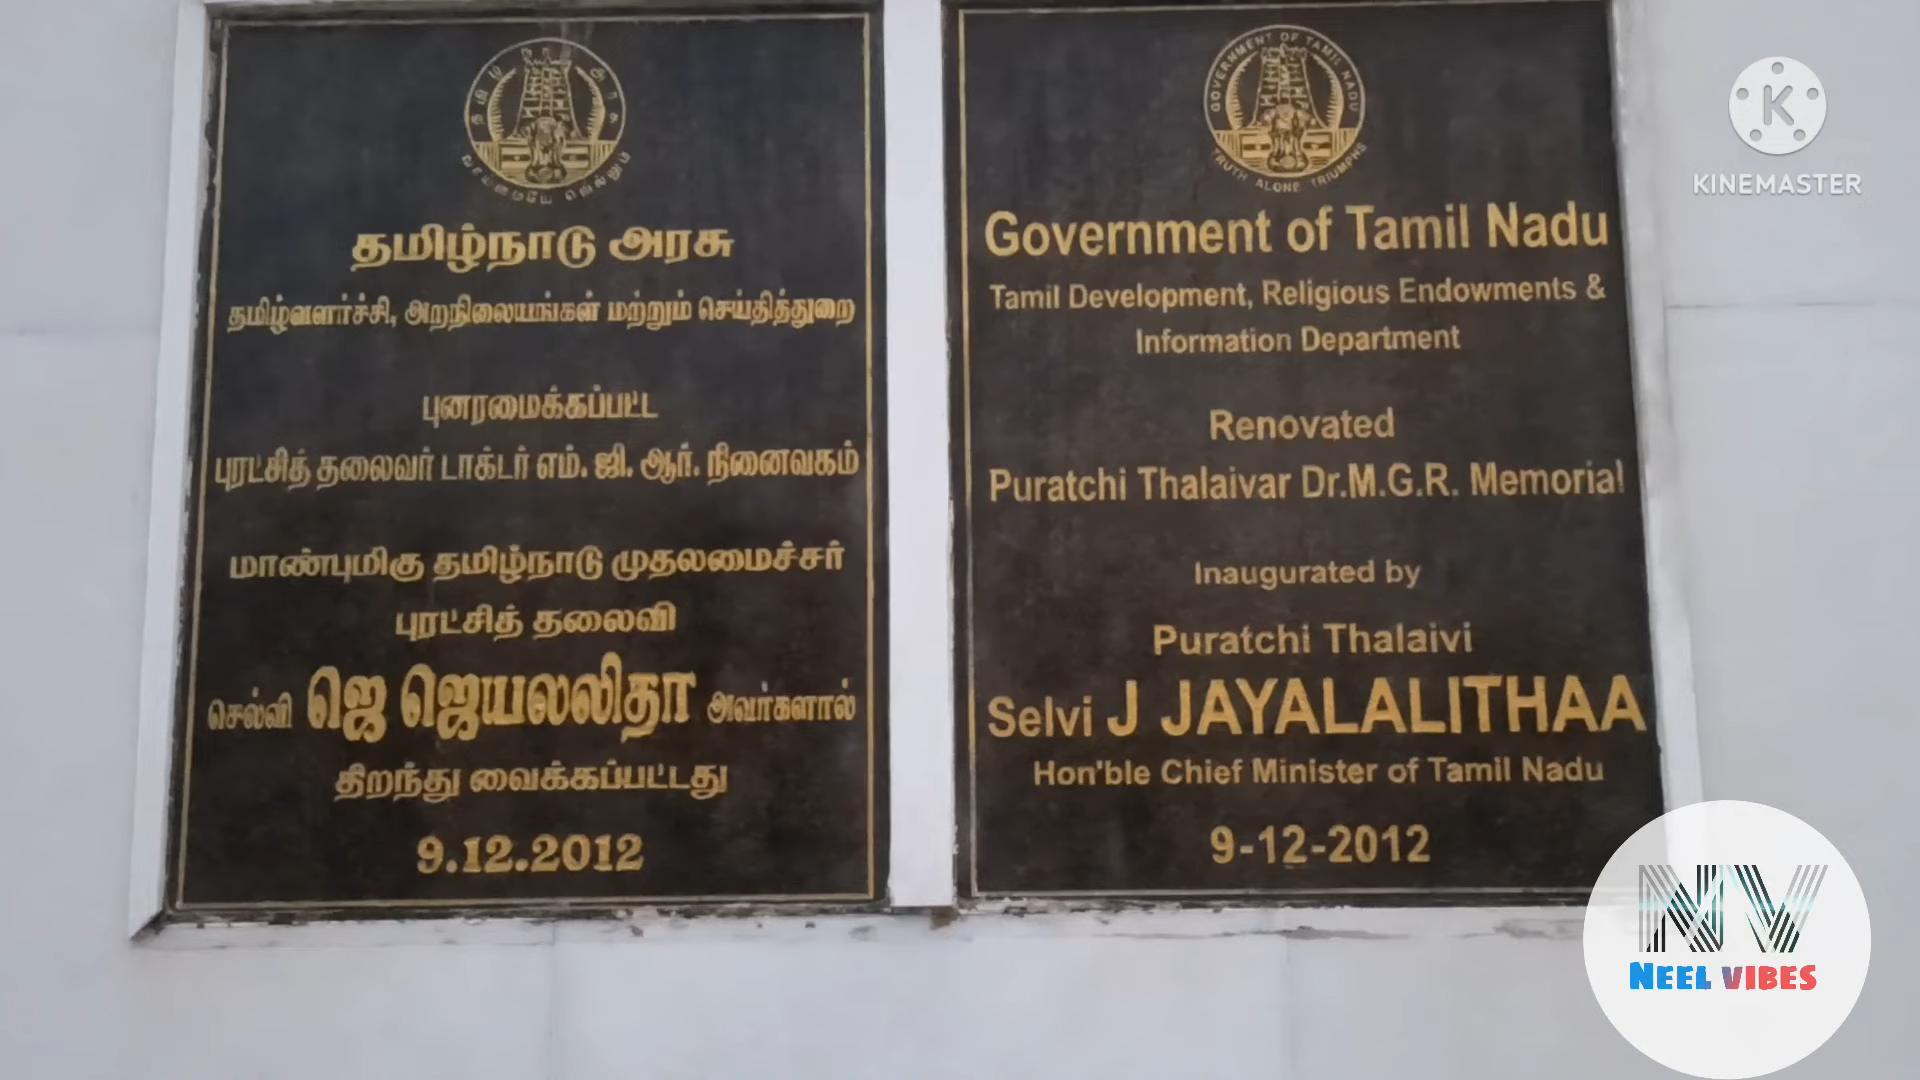 தமிழ் அரசு
வாய்மையே வெல்லும்
தமிழ்நாடு அரசு
தமிழ்வளர்ச்சி, அறநிலையங்கள் மற்றும் செய்தித்துறை
புனரமைக்கப்பட்ட
புரட்சித் தலைவர் டாக்டர் எம். ஜி. ஆர். நினைவகம்
மாண்புமிகு தமிழ்நாடு முதலமைச்சர்
புரட்சித் தலைவி
செல்வி ஜெ ஜெயலலிதா அவர்களால்
திறந்து வைக்கப்பட்டது
9.12.2012
GOVERNMENT OF TAMIL NADU
TRUTH ALONE TRIUMPHS
Government of Tamil Nadu
Tamil Development, Religious Endowments &
Information Department
Renovated
Puratchi Thalaivar Dr.M.G.R. Memorial
Inaugurated by
Puratchi Thalaivi
Selvi J JAYALALITHAA
Hon'ble Chief Minister of Tamil Nadu
9-12-2012
K
KINEMASTER
NV
NEEL VIBES